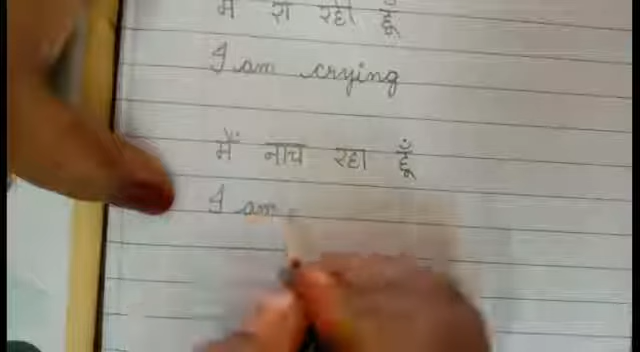 मैं रो रहा हूँ
I am crying
मैं नाच रहा हूँ
I am